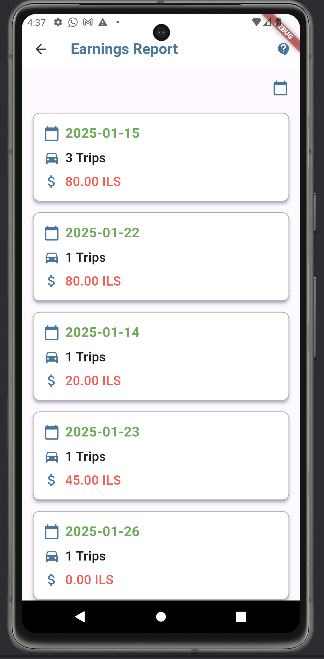 4:37
DEBUG
Earnings Report
2025-01-15
3 Trips
$ 80.00 ILS
2025-01-22
1 Trips
$ 80.00 ILS
2025-01-14
1 Trips
$ 20.00 ILS
2025-01-23
1 Trips
$ 45.00 ILS
2025-01-26
1 Trips
$ 0.00 ILS